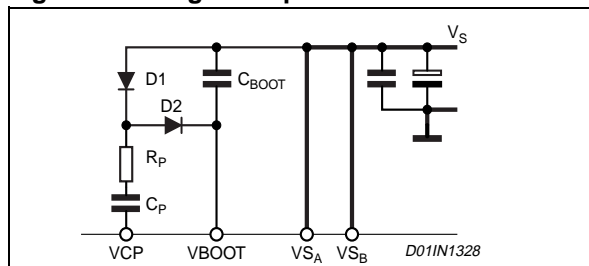 V_S
D1
C_BOOT
D2
R_P
C_P
VCP VBOOT VS_A VS_B D01IN1328